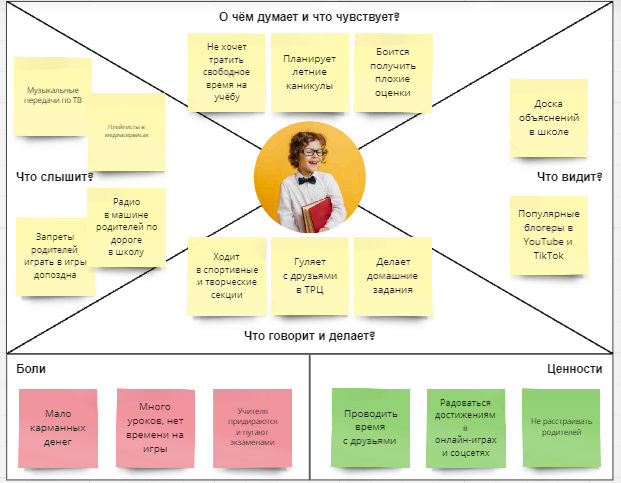 О чём думает и что чувствует?
Не хочет
тратить
свободное
время на
учёбу
Планирует
летние
каникулы
Боится
получить
плохие
оценки
Музыкальные
передачи по ТВ
Плейлисты в
медиасервисах
Что слышит?
Радио
в машине
родителей по
дороге
в школу
Запреты
родителей
играть в игры
допоздна
Доска
объяснений
в школе
Что видит?
Популярные
блогеры в
YouTube и
TikTok
Ходит
в спортивные
и творческие
секции
Гуляет
с друзьями
в ТРЦ
Делает
домашние
задания
Что говорит и делает?
Боли
Мало
карманных
денег
Много
уроков, нет
времени на
игры
Учителя
придираются
и пугают
экзаменами
Ценности
Проводить
время
с друзьями
Радоваться
достижениям
в
онлайн-играх
и соцсетях
Не расстраивать
родителей